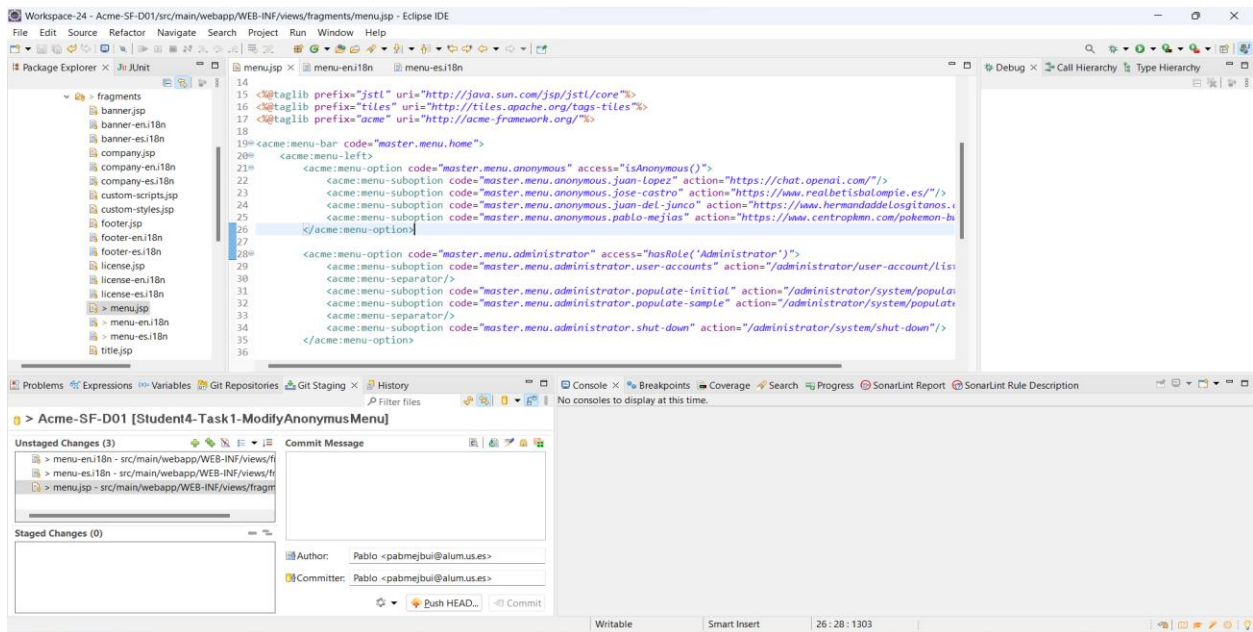 Workspace-24 - Acme-SF-D01/src/main/webapp/WEB-INF/views/fragments/menu.jsp - Eclipse IDE
File Edit Source Refactor Navigate Search Project Run Window Help
Package Explorer JUnit
> fragments
banner.jsp
banner-en.i18n
banner-es.i18n
company.jsp
company-en.i18n
company-es.i18n
custom-scripts.jsp
custom-styles.jsp
footer.jsp
footer-en.i18n
footer-es.i18n
license.jsp
license-en.i18n
license-es.i18n
> menu.jsp
> menu-en.i18n
> menu-es.i18n
title.jsp
menu.jsp menu-en.i18n menu-es.i18n
14
15 <%@taglib prefix="jstl" uri="http://java.sun.com/jsp/jstl/core"%>
16 <%@taglib prefix="tiles" uri="http://tiles.apache.org/tags-tiles"%>
17 <%@taglib prefix="acme" uri="http://acme-framework.org/"%>
18
19 <acme:menu-bar code="master.menu.home">
20 <acme:menu-left>
21 <acme:menu-option code="master.menu.anonymous" access="isAnonymous()">
22 <acme:menu-suboption code="master.menu.anonymous.juan-lopez" action="https://chat.openai.com/"/>
23 <acme:menu-suboption code="master.menu.anonymous.jose-castro" action="https://www.realbetisbalompie.es/"/>
24 <acme:menu-suboption code="master.menu.anonymous.juan-del-junco" action="https://www.hermandaddelosgitanos.
25 <acme:menu-suboption code="master.menu.anonymous.pablo-mejias" action="https://www.centropkmn.com/pokemon-
26 </acme:menu-option>
27
28 <acme:menu-option code="master.menu.administrator" access="hasRole('Administrator')">
29 <acme:menu-suboption code="master.menu.administrator.user-accounts" action="/administrator/user-account/
30 <acme:menu-separator/>
31 <acme:menu-suboption code="master.menu.administrator.populate-initial" action="/administrator/system/
32 <acme:menu-suboption code="master.menu.administrator.populate-sample" action="/administrator/system/populate
33 <acme:menu-separator/>
34 <acme:menu-suboption code="master.menu.administrator.shut-down" action="/administrator/system/shut-down"/>
35 </acme:menu-option>
36
Debug Call Hierarchy Type Hierarchy
Problems Expressions Variables Git Repositories Git Staging History
Filter files
> Acme-SF-D01 [Student4-Task1-ModifyAnonymusMenu]
Unstaged Changes (3)
> menu-en.i18n - src/main/webapp/WEB-INF/views/
> menu-es.i18n - src/main/webapp/WEB-INF/views/
> menu.jsp - src/main/webapp/WEB-INF/views/fragm
Staged Changes (0)
Commit Message
Author: Pablo <pabmejbui@alum.us.es>
Committer: Pablo <pabmejbui@alum.us.es>
Push HEAD... Commit
Console Breakpoints Coverage Search Progress SonarLint Report SonarLint Rule Description
No consoles to display at this time.
Writable Smart Insert 26 : 28 : 1303